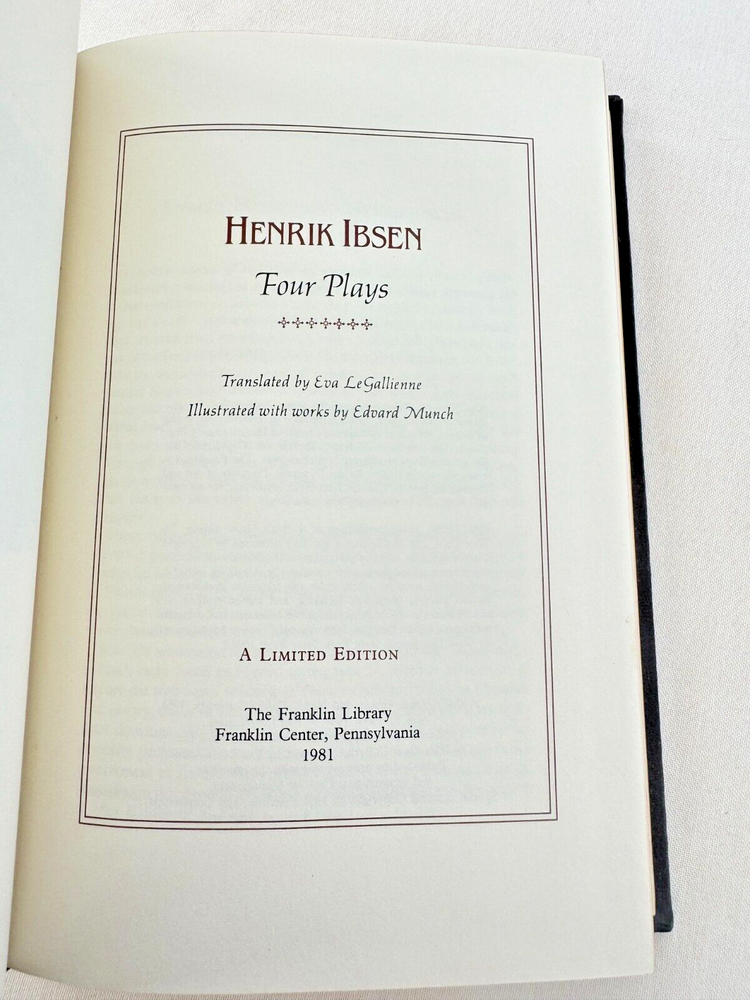 HENRIK IBSEN
Four Plays
Translated by Eva LeGallienne
Illustrated with works by Edvard Munch
A LIMITED EDITION
The Franklin Library
Franklin Center, Pennsylvania
1981